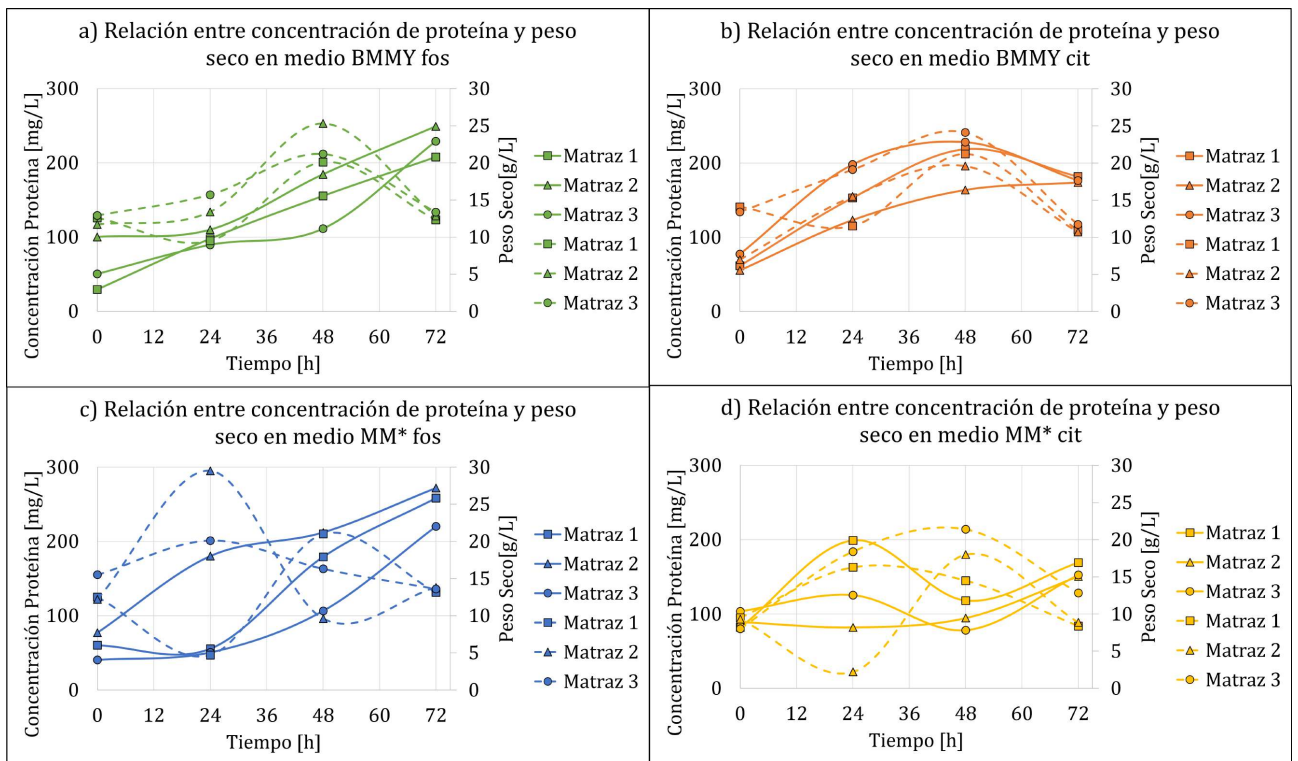 a) Relación entre concentración de proteína y peso
seco en medio BMMY fos
Concentración Proteína [mg/L]
300
200
100
0
0 12 24 36 48 60 72
Tiempo [h]
30
25
20
15
10
5
0
Peso Seco[g/L]
Matraz 1
Matraz 2
Matraz 3
Matraz 1
Matraz 2
Matraz 3
b) Relación entre concentración de proteína y peso
seco en medio BMMY cit
Concentración Proteína [mg/L]
300
200
100
0
0 12 24 36 48 60 72
Tiempo [h]
30
25
20
15
10
5
0
Peso Seco[g/L]
Matraz 1
Matraz 2
Matraz 3
Matraz 1
Matraz 2
Matraz 3
c) Relación entre concentración de proteína y peso
seco en medio MM* fos
Concentración Proteína [mg/L]
300
200
100
0
0 12 24 36 48 60 72
Tiempo [h]
30
25
20
15
10
5
0
Peso Seco[g/L]
Matraz 1
Matraz 2
Matraz 3
Matraz 1
Matraz 2
Matraz 3
d) Relación entre concentración de proteína y peso
seco en medio MM* cit
Concentración Proteína [mg/L]
300
200
100
0
0 12 24 36 48 60 72
Tiempo [h]
30
25
20
15
10
5
0
Peso Seco[g/L]
Matraz 1
Matraz 2
Matraz 3
Matraz 1
Matraz 2
Matraz 3